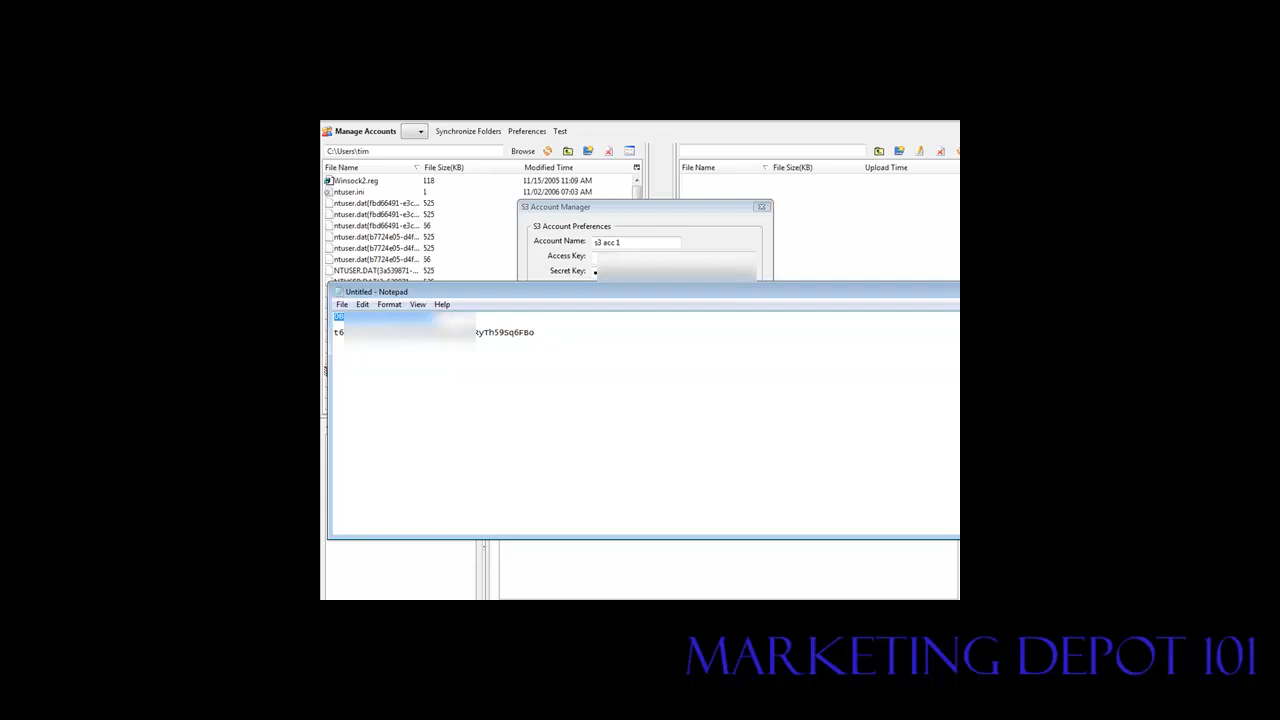 Manage Accounts Synchronize Folders Preferences Test
C:\Users\tim Browse
File Name File Size(KB) Modified Time File Name File Size(KB) Upload Time
Winsock2.reg 118 11/15/2005 11:09 AM
ntuser.ini 1 11/02/2006 07:03 AM
ntuser.dat{fbd66491-e3c... 525
ntuser.dat{fbd66491-e3c... 525
ntuser.dat{fbd66491-e3c... 56
ntuser.dat{b7724e05-d4f... 525
ntuser.dat{b7724e05-d4f... 525
ntuser.dat{b7724e05-d4f... 56
NTUSER.DAT{3a539871-... 525
S3 Account Manager
S3 Account Preferences
Account Name: s3 acc 1
Access Key:
Secret Key:
Untitled - Notepad
File Edit Format View Help
MARKETING DEPOT 101